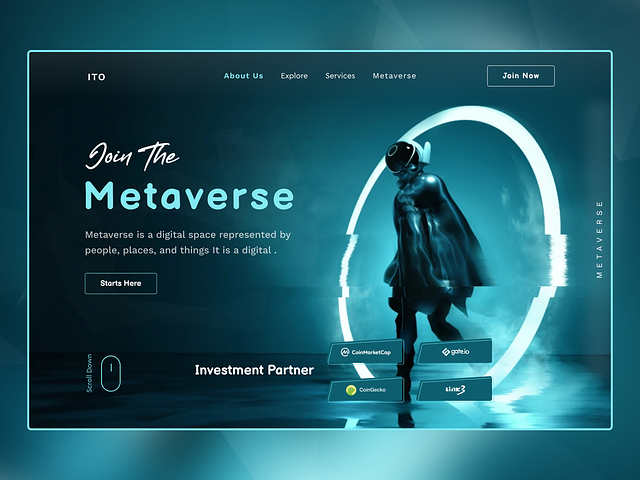 ITO
About Us
Explore
Services
Metaverse
Join Now
Join The
Metaverse
Metaverse is a digital space represented by
people, places, and things It is a digital .
Starts Here
METAVERSE
Scroll Down
Investment Partner
CoinMarketCap
gate.io
CoinGecko
Link3